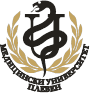 МЕДИЦИНСКИ УНИВЕРСИТЕТ
ПЛЕВЕН